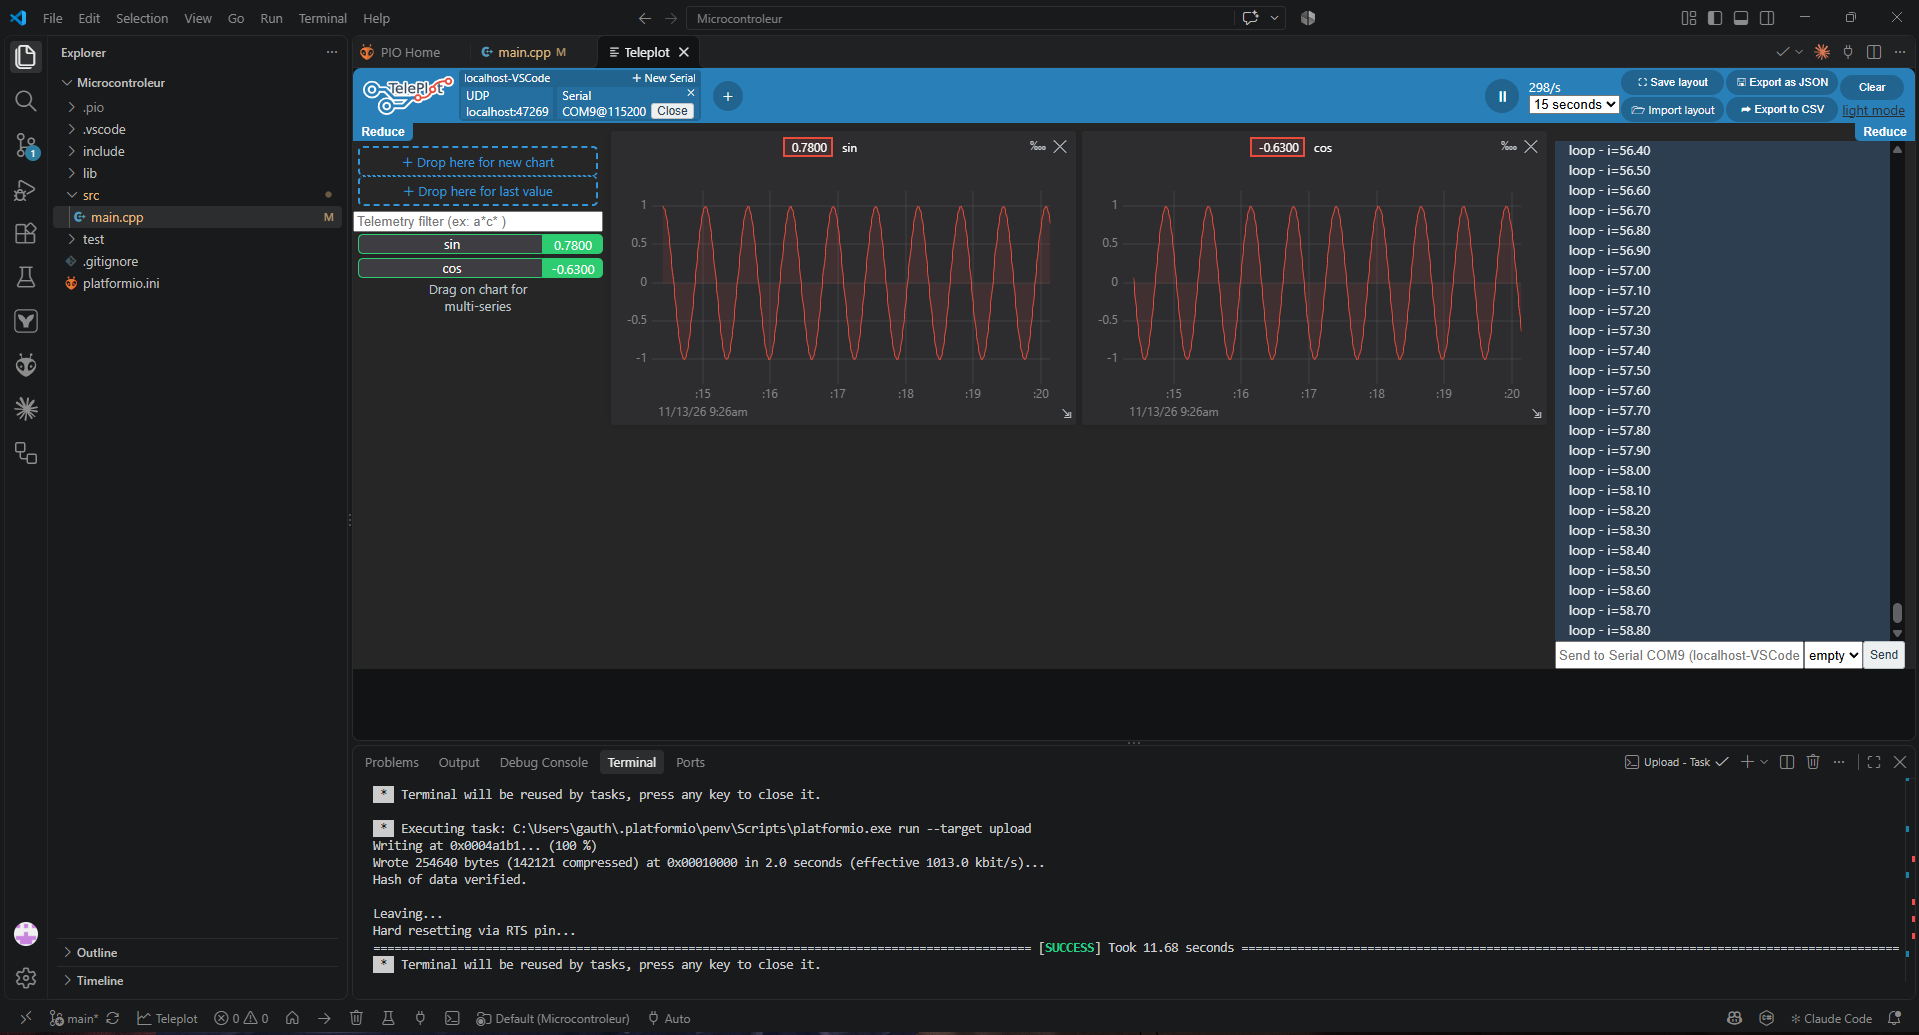 File Edit Selection View Go Run Terminal Help
Microcontroleur
Explorer
Microcontroleur
.pio
.vscode
include
lib
src
main.cpp M
test
.gitignore
platformio.ini
Outline
Timeline
1
PIO Home
main.cpp M
Teleplot
TelePlot
localhost-VSCode + New Serial
UDP
localhost:47269
Serial
COM9@115200 Close
+
298/s
15 seconds
Save layout
Export as JSON
Clear
Import layout
Export to CSV
light mode
Reduce
Reduce
+ Drop here for new chart
+ Drop here for last value
Telemetry filter (ex: a*c* )
sin 0.7800
cos -0.6300
Drag on chart for
multi-series
0.7800 sin
‰
1
0.5
0
-0.5
-1
:15 :16 :17 :18 :19 :20
11/13/26 9:26am
-0.6300 cos
‰
1
0.5
0
-0.5
-1
:15 :16 :17 :18 :19 :20
11/13/26 9:26am
loop - i=56.40
loop - i=56.50
loop - i=56.60
loop - i=56.70
loop - i=56.80
loop - i=56.90
loop - i=57.00
loop - i=57.10
loop - i=57.20
loop - i=57.30
loop - i=57.40
loop - i=57.50
loop - i=57.60
loop - i=57.70
loop - i=57.80
loop - i=57.90
loop - i=58.00
loop - i=58.10
loop - i=58.20
loop - i=58.30
loop - i=58.40
loop - i=58.50
loop - i=58.60
loop - i=58.70
loop - i=58.80
Send to Serial COM9 (localhost-VSCode empty Send
Problems Output Debug Console Terminal Ports
Upload - Task
* Terminal will be reused by tasks, press any key to close it.
* Executing task: C:\Users\gauth\.platformio\penv\Scripts\platformio.exe run --target upload
Writing at 0x0004a1b1... (100 %)
Wrote 254640 bytes (142121 compressed) at 0x00010000 in 2.0 seconds (effective 1013.0 kbit/s)...
Hash of data verified.
Leaving...
Hard resetting via RTS pin...
[SUCCESS] Took 11.68 seconds
* Terminal will be reused by tasks, press any key to close it.
main* Teleplot 0 0 Default (Microcontroleur) Auto Claude Code